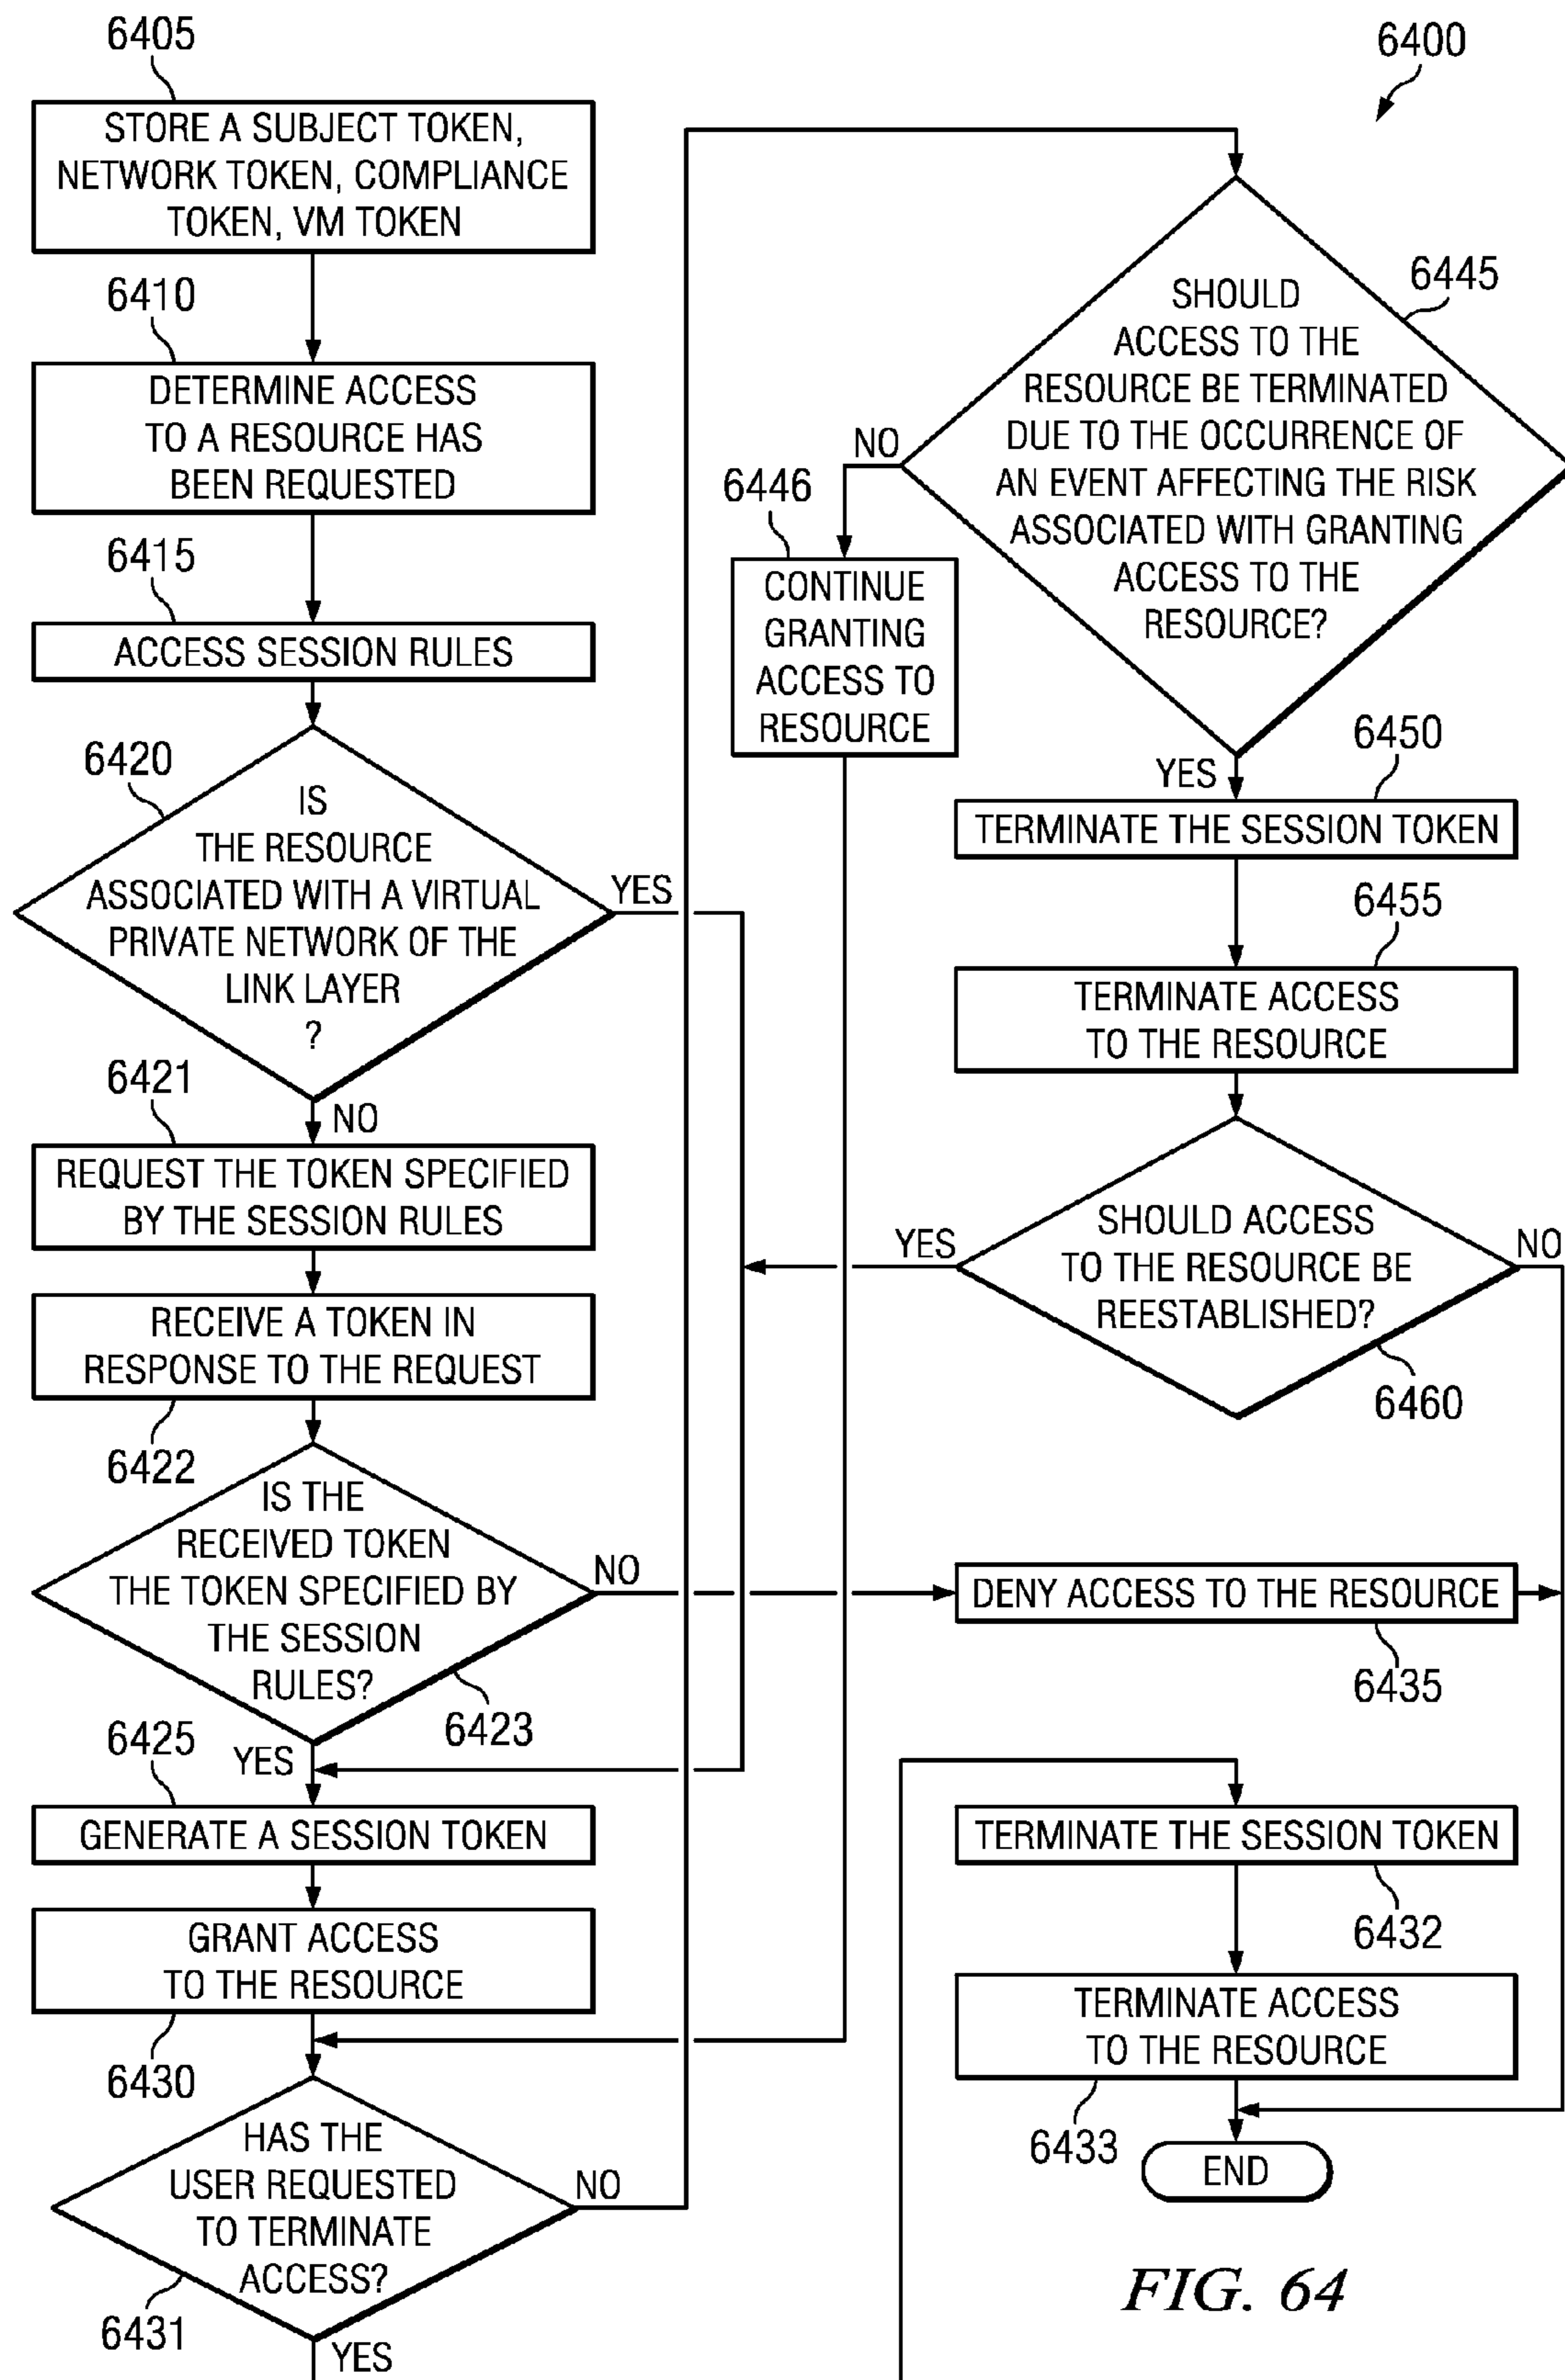 6405
STORE A SUBJECT TOKEN,
NETWORK TOKEN, COMPLIANCE
TOKEN, VM TOKEN
6410
DETERMINE ACCESS
TO A RESOURCE HAS
BEEN REQUESTED
6415
ACCESS SESSION RULES
6420
IS
THE RESOURCE
ASSOCIATED WITH A VIRTUAL
PRIVATE NETWORK OF THE
LINK LAYER
?
YES
NO
6421
REQUEST THE TOKEN SPECIFIED
BY THE SESSION RULES
RECEIVE A TOKEN IN
RESPONSE TO THE REQUEST
6422
IS THE
RECEIVED TOKEN
THE TOKEN SPECIFIED BY
THE SESSION
RULES?
NO
6423
YES
6425
GENERATE A SESSION TOKEN
GRANT ACCESS
TO THE RESOURCE
6430
HAS THE
USER REQUESTED
TO TERMINATE
ACCESS?
NO
6431
YES
6400
6445
SHOULD
ACCESS TO THE
RESOURCE BE TERMINATED
DUE TO THE OCCURRENCE OF
AN EVENT AFFECTING THE RISK
ASSOCIATED WITH GRANTING
ACCESS TO THE
RESOURCE?
NO
6446
CONTINUE
GRANTING
ACCESS TO
RESOURCE
YES
6450
TERMINATE THE SESSION TOKEN
6455
TERMINATE ACCESS
TO THE RESOURCE
YES
SHOULD ACCESS
TO THE RESOURCE BE
REESTABLISHED?
NO
6460
DENY ACCESS TO THE RESOURCE
6435
TERMINATE THE SESSION TOKEN
6432
TERMINATE ACCESS
TO THE RESOURCE
6433
END
FIG. 64